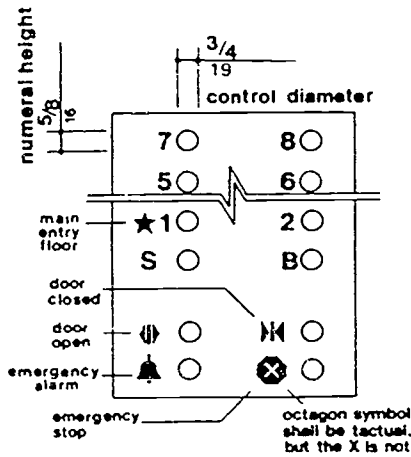 numeral height
5/8
16
3/4
19
control diameter
7 8
5 6
main
entry
floor
★1 2
S B
door
closed
door
open
emergency
alarm
emergency
stop
octagon symbol
shall be tactual,
but the X is not